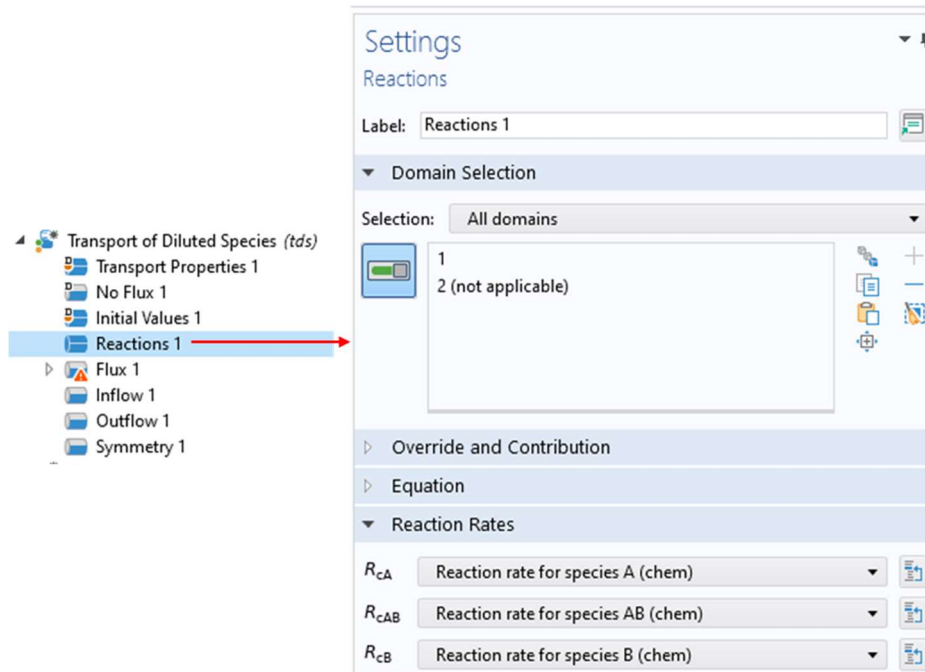 Transport of Diluted Species (tds)
Transport Properties 1
No Flux 1
Initial Values 1
Reactions 1
Flux 1
Inflow 1
Outflow 1
Symmetry 1
Settings
Reactions
Label: Reactions 1
Domain Selection
Selection: All domains
1
2 (not applicable)
Override and Contribution
Equation
Reaction Rates
RcA Reaction rate for species A (chem)
RcAB Reaction rate for species AB (chem)
RcB Reaction rate for species B (chem)